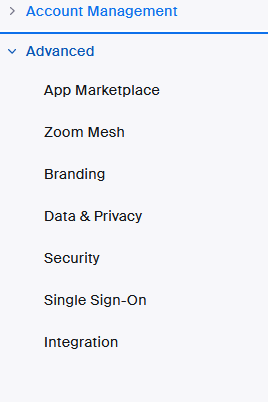 Account Management
Advanced
App Marketplace
Zoom Mesh
Branding
Data & Privacy
Security
Single Sign-On
Integration